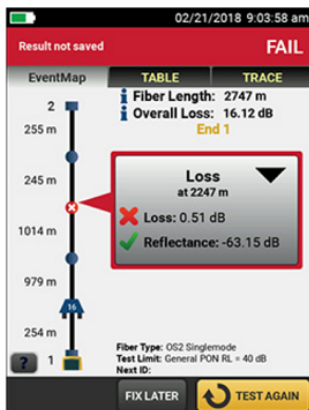 02/21/2018 9:03:58 am
Result not saved
FAIL
EventMap
TABLE
TRACE
2
Fiber Length: 2747 m
Overall Loss: 16.12 dB
End 1
255 m
245 m
Loss
at 2247 m
Loss: 0.51 dB
Reflectance: -63.15 dB
1014 m
979 m
16
254 m
? 1
Fiber Type: OS2 Singlemode
Test Limit: General PON RL = 40 dB
Next ID:
FIX LATER
TEST AGAIN